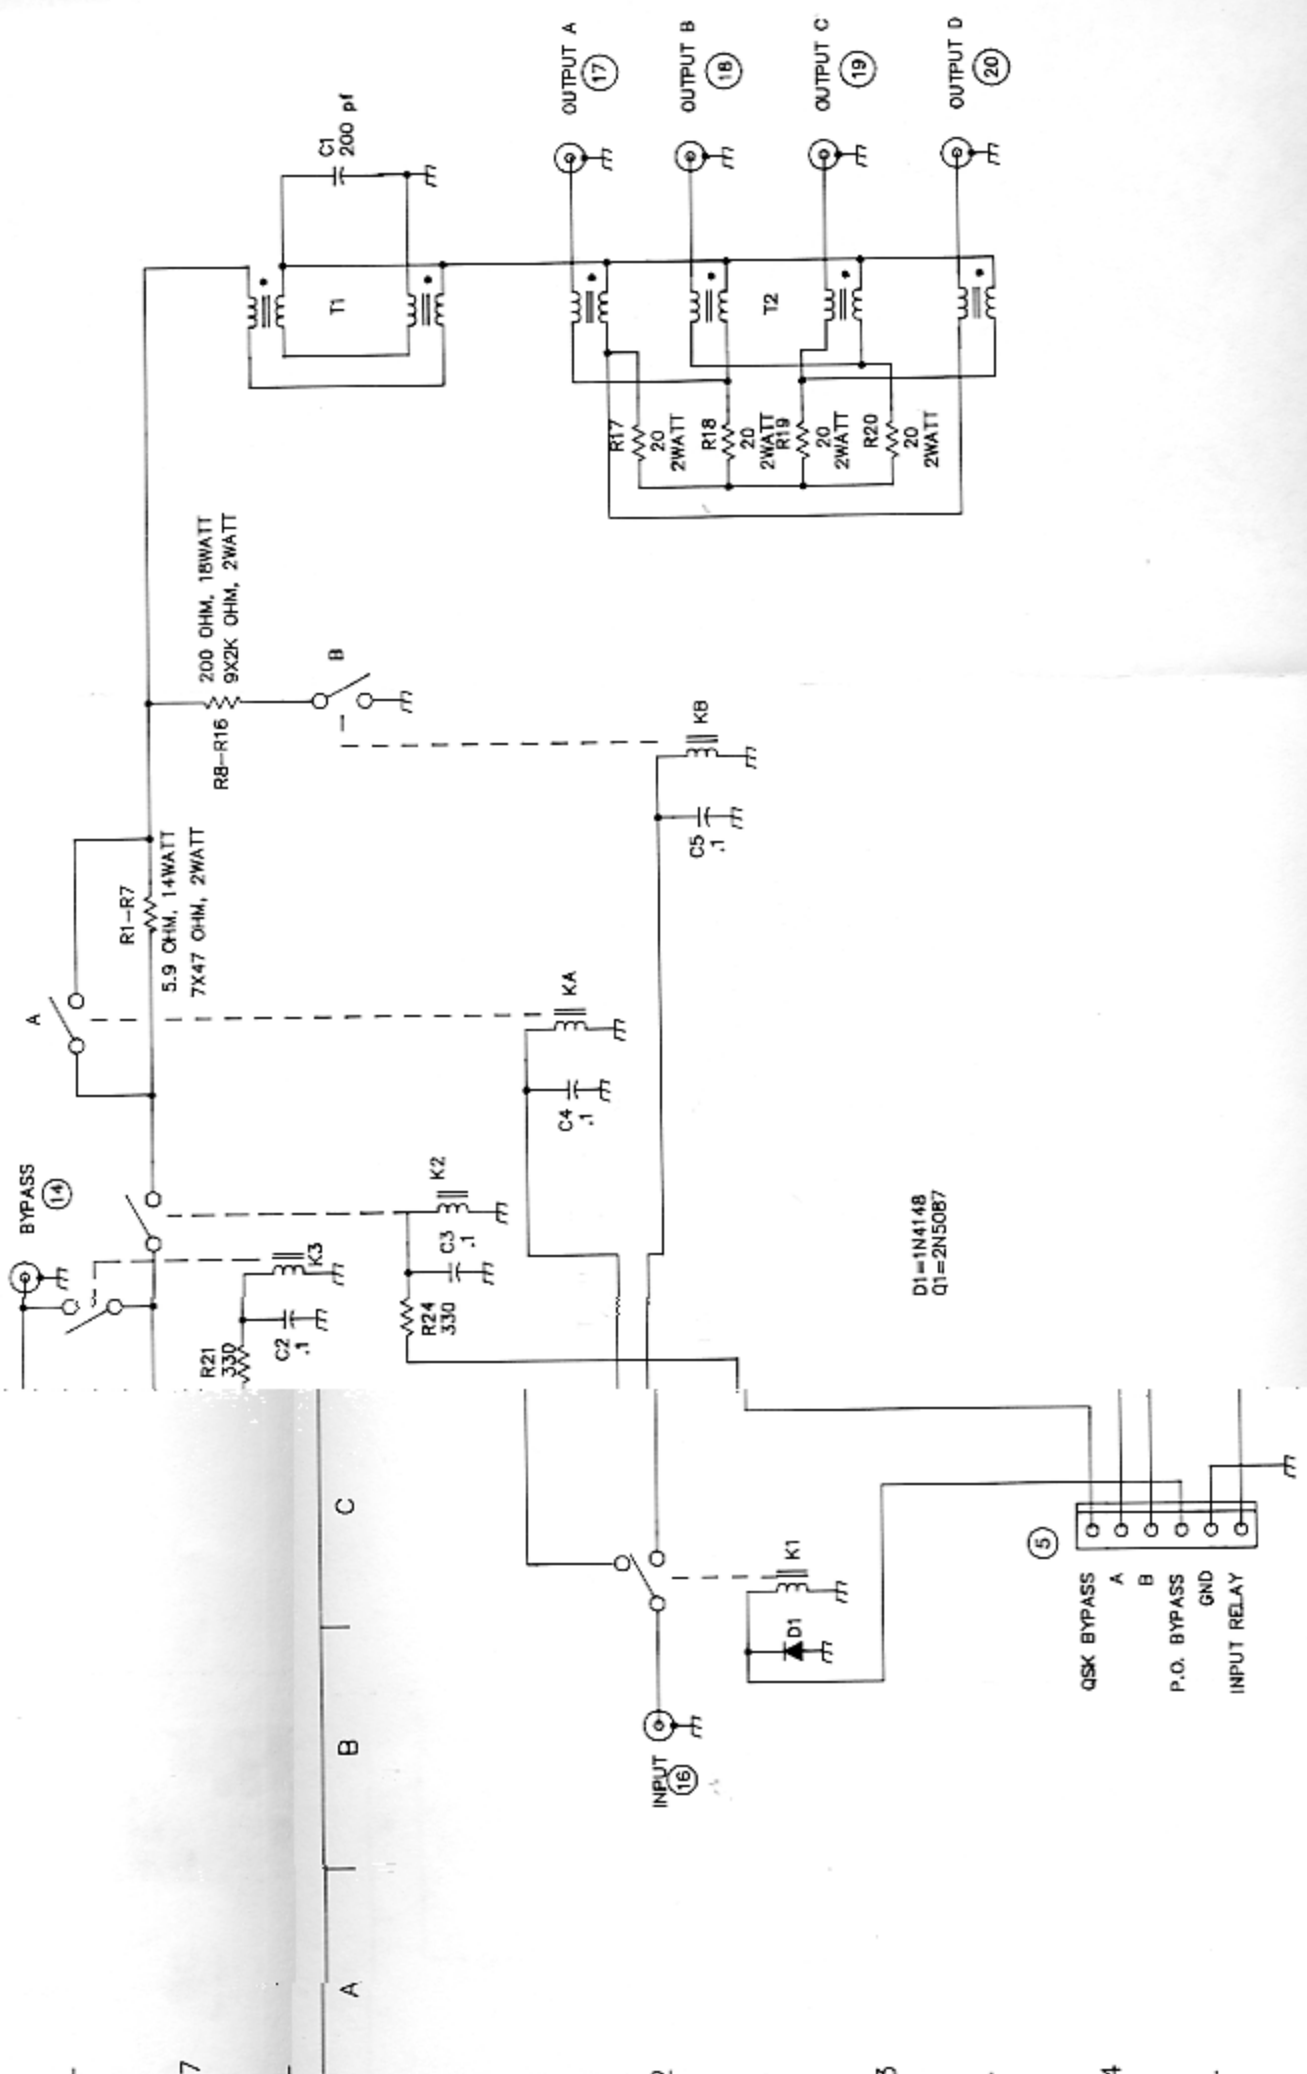 OUTPUT A
17
OUTPUT B
18
OUTPUT C
19
OUTPUT D
20
C1
200 pf
T1
T2
R17
20
2WATT
R18
20
2WATT
R19
20
2WATT
R20
20
2WATT
200 OHM, 18WATT
9X2K OHM, 2WATT
R8-R16
B
KB
C5
.1
R1-R7
5.9 OHM, 14WATT
7X47 OHM, 2WATT
A
KA
C4
.1
BYPASS
14
K2
C3
.1
K3
R24
330
R21
330
C2
.1
D1=1N4148
Q1=2N5087
C
B
A
K1
D1
INPUT
16
5
QSK BYPASS
A
B
P.O. BYPASS
GND
INPUT RELAY